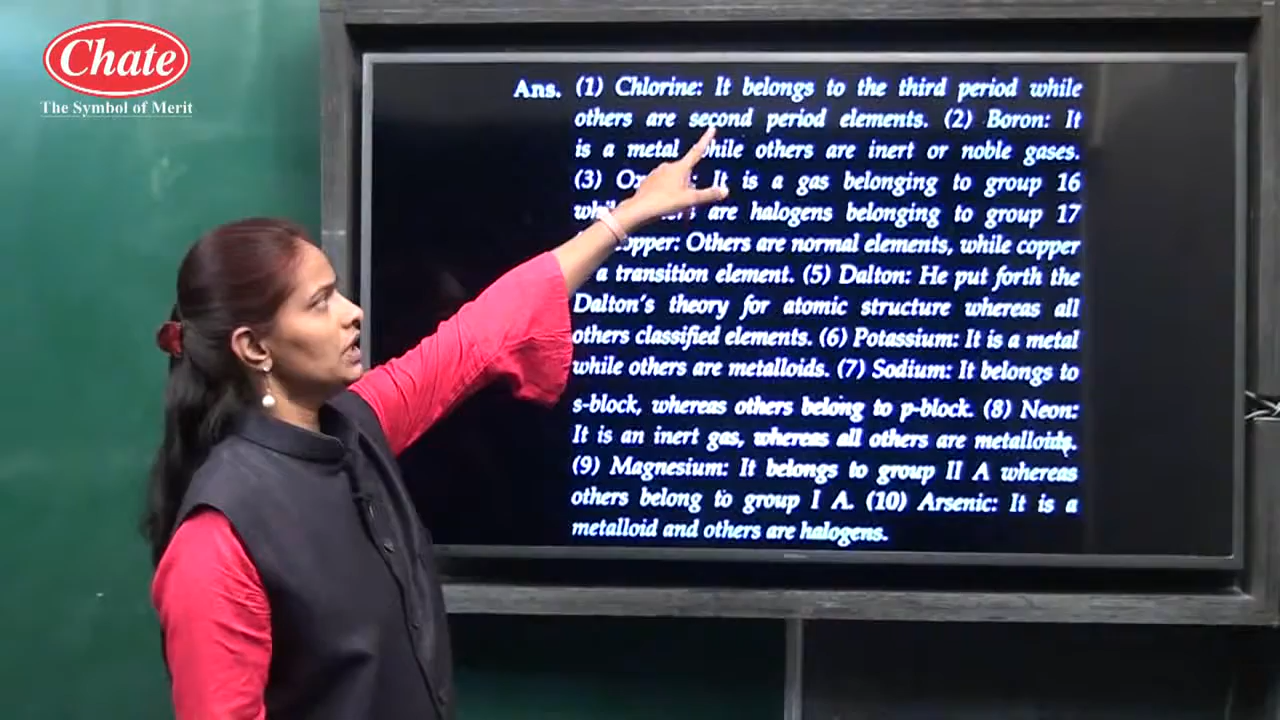 Chate
The Symbol of Merit
Ans. (1) Chlorine: It belongs to the third period while
others are second period elements. (2) Boron: It
is a metal while others are inert or noble gases.
(3) It is a gas belonging to group 16
are halogens belonging to group 17
Others are normal elements, while copper
a transition element. (5) Dalton: He put forth the
Dalton's theory for atomic structure whereas all
others classified elements. (6) Potassium: It is a metal
while others are metalloids. (7) Sodium: It belongs to
s-block, whereas others belong to p-block. (8) Neon:
It is an inert gas, whereas all others are metalloids.
(9) Magnesium: It belongs to group II A whereas
others belong to group I A. (10) Arsenic: It is a
metalloid and others are halogens.